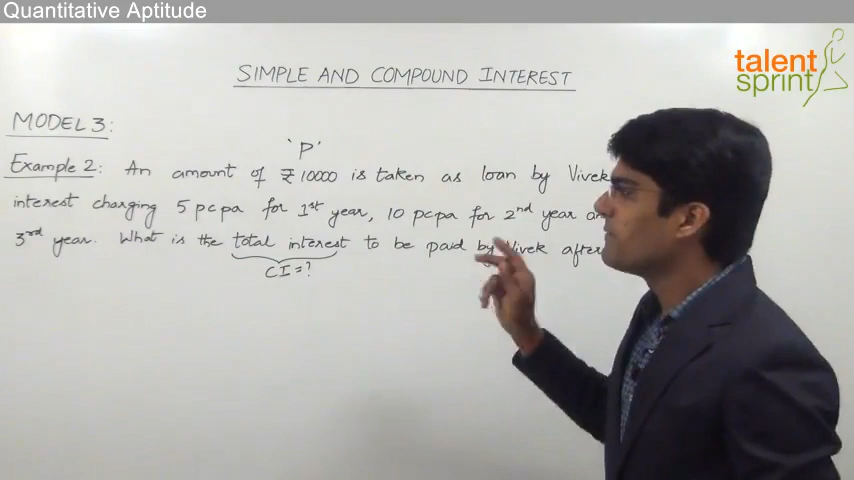 Quantitative Aptitude
talent
sprint
SIMPLE AND COMPOUND INTEREST
MODEL 3:
'P'
Example 2: An amount of ₹ 10000 is taken as loan by Vivek
interest charging 5 pcpa for 1st year, 10 pcpa for 2nd year
3rd year. What is the total interest to be paid by Vivek after
CI=?